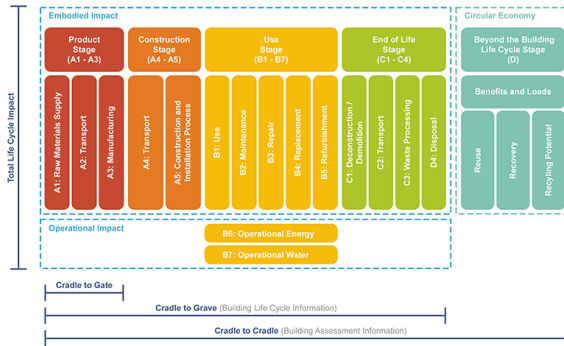 Embodied Impact
Circular Economy
Product
Stage
(A1 - A3)
Construction
Stage
(A4 - A5)
Use
Stage
(B1 - B7)
End of Life
Stage
(C1 - C4)
Beyond the Building
Life Cycle Stage
(D)
Benefits and Loads
Total Life Cycle Impact
A1: Raw Materials Supply
A2: Transport
A3: Manufacturing
A4: Transport
A5: Construction and
Installation Process
B1: Use
B2: Maintenance
B3: Repair
B4: Replacement
B5: Refurbishment
C1: Deconstruction /
Demolition
C2: Transport
C3: Waste Processing
D4: Disposal
Reuse
Recovery
Recyling Potential
Operational Impact
B6: Operational Energy
B7: Operational Water
Cradle to Gate
Cradle to Grave (Building Life Cycle Information)
Cradle to Cradle (Building Assessment Information)